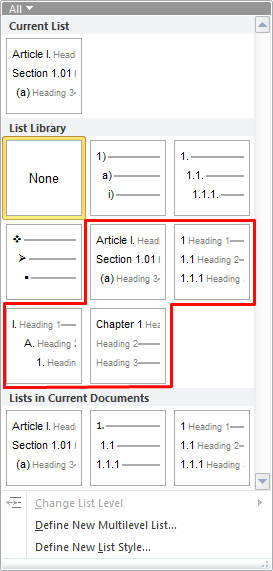 All
Current List
Article I. Headi
Section 1.01 H
(a) Heading 3
List Library
None
1)
a)
i)
1.
1.1.
1.1.1.
Article I. Headi
Section 1.01 H
(a) Heading 3
1 Heading 1
1.1 Heading 2
1.1.1 Heading
I. Heading 1
A. Heading 2
1. Heading
Chapter 1 Hea
Heading 2
Heading 3
Lists in Current Documents
Article I. Headi
Section 1.01 H
(a) Heading 3
1.
1.1
1.1.1
1 Heading 1
1.1 Heading 2
1.1.1 Heading
Change List Level
Define New Multilevel List...
Define New List Style...